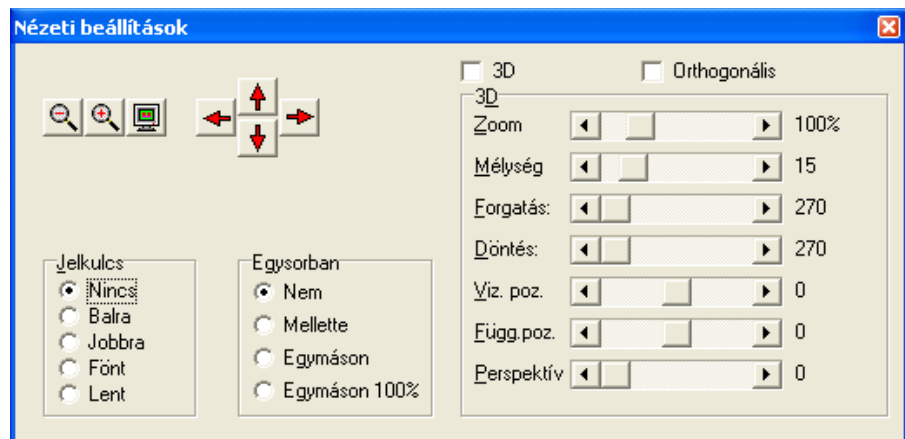 Nézeti beállítások
3D
Orthogonális
3D
Zoom 100%
Mélység 15
Forgatás: 270
Döntés: 270
Viz. poz. 0
Függ.poz. 0
Perspektív 0
Jelkulcs
Nincs
Balra
Jobbra
Fönt
Lent
Egysorban
Nem
Mellette
Egymáson
Egymáson 100%